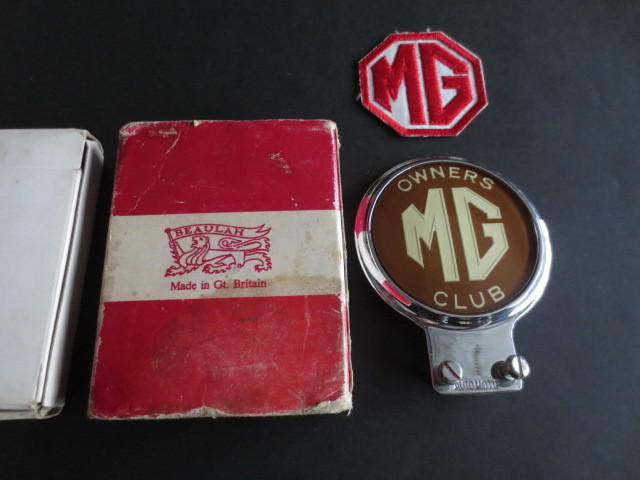 MG
BEAULAH
Made in Gt. Britain
OWNERS
MG
CLUB